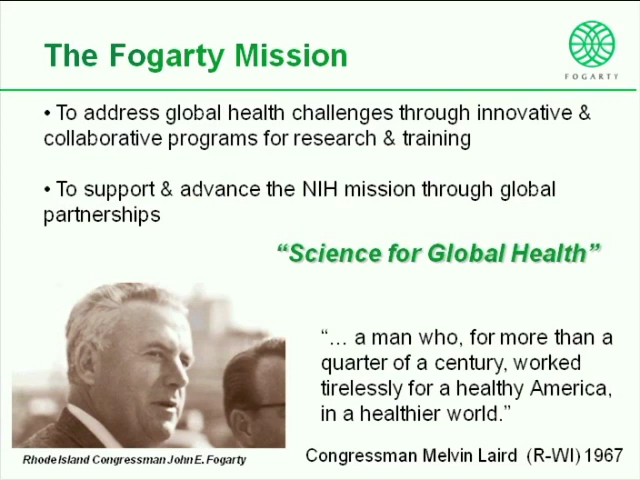 The Fogarty Mission
FOGARTY
• To address global health challenges through innovative &
collaborative programs for research & training
• To support & advance the NIH mission through global
partnerships
“Science for Global Health”
“… a man who, for more than a
quarter of a century, worked
tirelessly for a healthy America,
in a healthier world.”
Rhode Island Congressman John E. Fogarty
Congressman Melvin Laird (R-WI) 1967